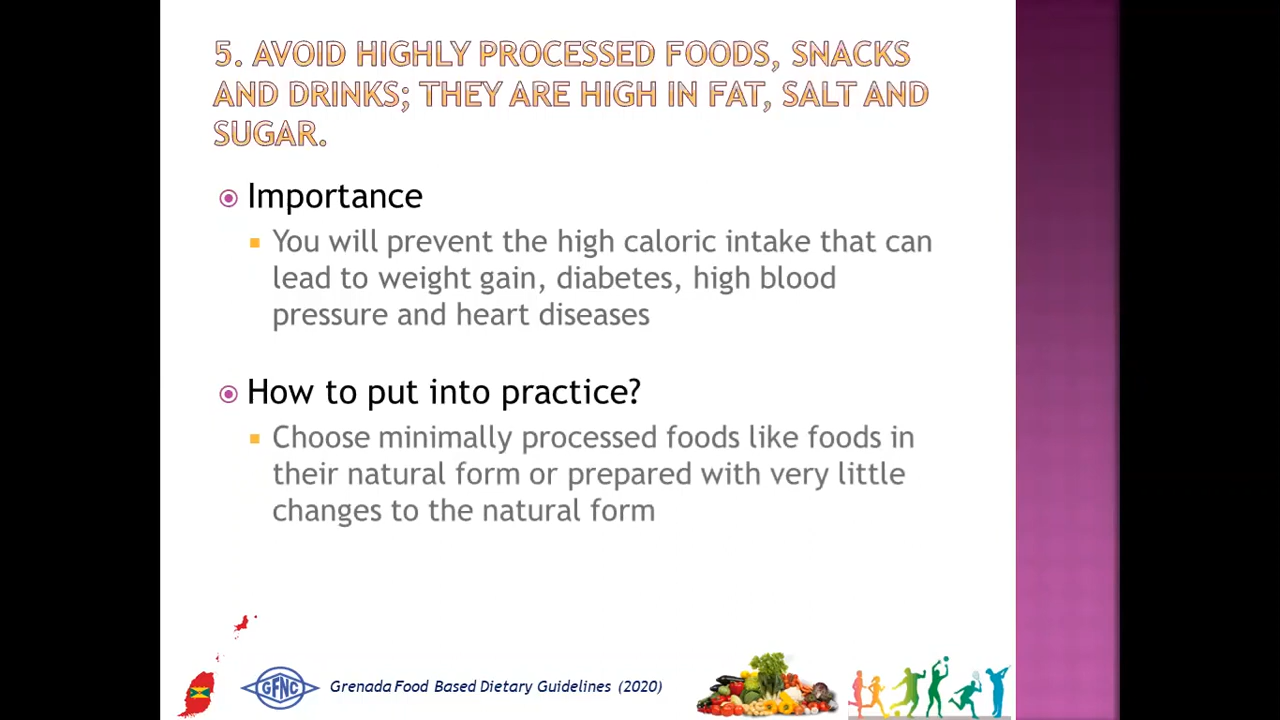 5. AVOID HIGHLY PROCESSED FOODS, SNACKS
AND DRINKS; THEY ARE HIGH IN FAT, SALT AND
SUGAR.
Importance
You will prevent the high caloric intake that can
lead to weight gain, diabetes, high blood
pressure and heart diseases
How to put into practice?
Choose minimally processed foods like foods in
their natural form or prepared with very little
changes to the natural form
GFNC
Grenada Food Based Dietary Guidelines (2020)